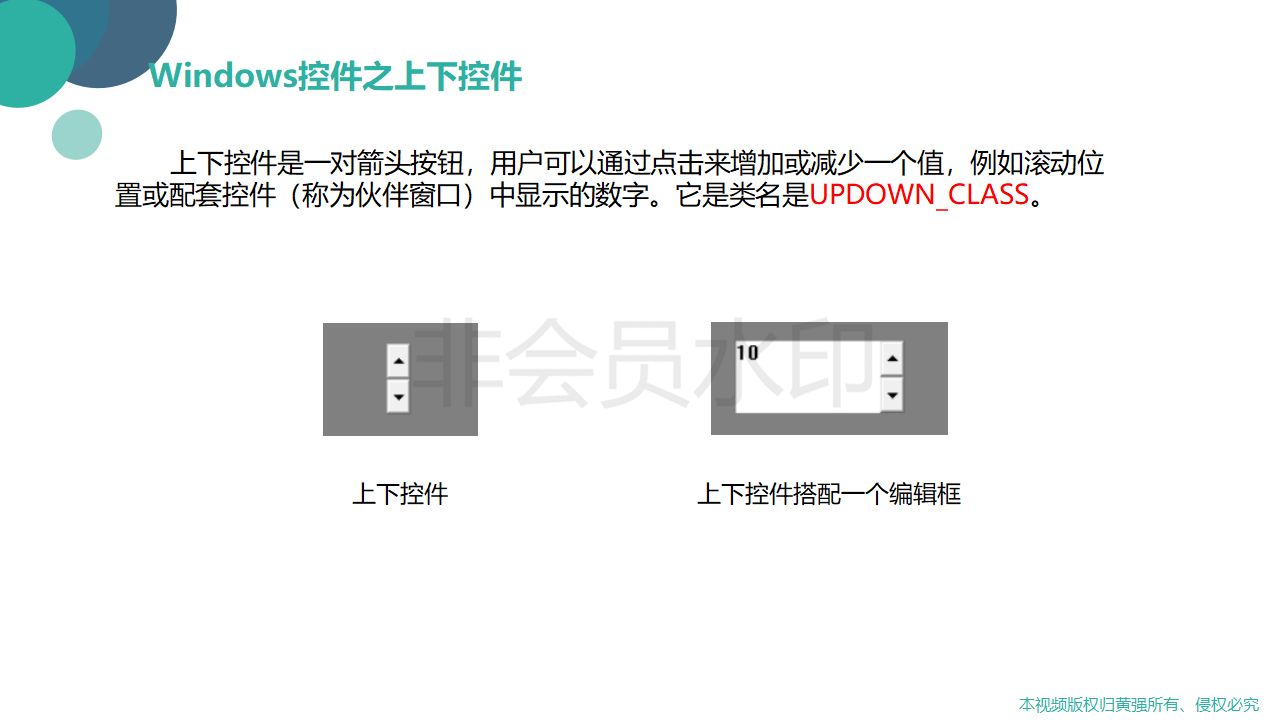 Windows控件之上下控件
上下控件是一对箭头按钮，用户可以通过点击来增加或减少一个值，例如滚动位
置或配套控件（称为伙伴窗口）中显示的数字。它是类名是UPDOWN_CLASS。
非会员水印
10
上下控件
上下控件搭配一个编辑框
本视频版权归黄强所有、侵权必究